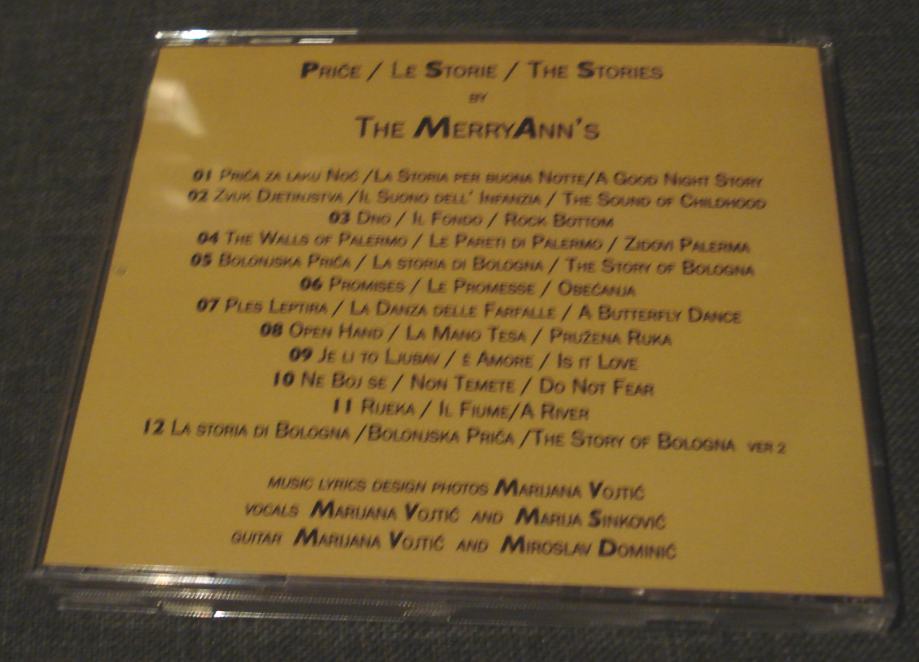 PRIČE / LE STORIE / THE STORIES
BY
THE MERRYANN'S
01 PRIČA ZA LAKU NOĆ /LA STORIA PER BUONA NOTTE/A GOOD NIGHT STORY
02 ZVUK DJETINJSTVA /IL SUONO DELL' INFANZIA / THE SOUND OF CHILDHOOD
03 DNO / IL FONDO / ROCK BOTTOM
04 THE WALLS OF PALERMO / LE PARETI DI PALERMO / ZIDOVI PALERMA
05 BOLONJSKA PRIČA / LA STORIA DI BOLOGNA / THE STORY OF BOLOGNA
06 PROMISES / LE PROMESSE / OBEĆANJA
07 PLES LEPTIRA / LA DANZA DELLE FARFALLE / A BUTTERFLY DANCE
08 OPEN HAND / LA MANO TESA / PRUŽENA RUKA
09 JE LI TO LJUBAV / È AMORE / IS IT LOVE
10 NE BOJ SE / NON TEMETE / DO NOT FEAR
11 RIJEKA / IL FIUME/A RIVER
12 LA STORIA DI BOLOGNA /BOLONJSKA PRIČA /THE STORY OF BOLOGNA VER 2
MUSIC LYRICS DESIGN PHOTOS MARIJANA VOJTIĆ
VOCALS MARIJANA VOJTIĆ AND MARIJA SINKOVIĆ
GUITAR MARIJANA VOJTIĆ AND MIROSLAV DOMINIĆ